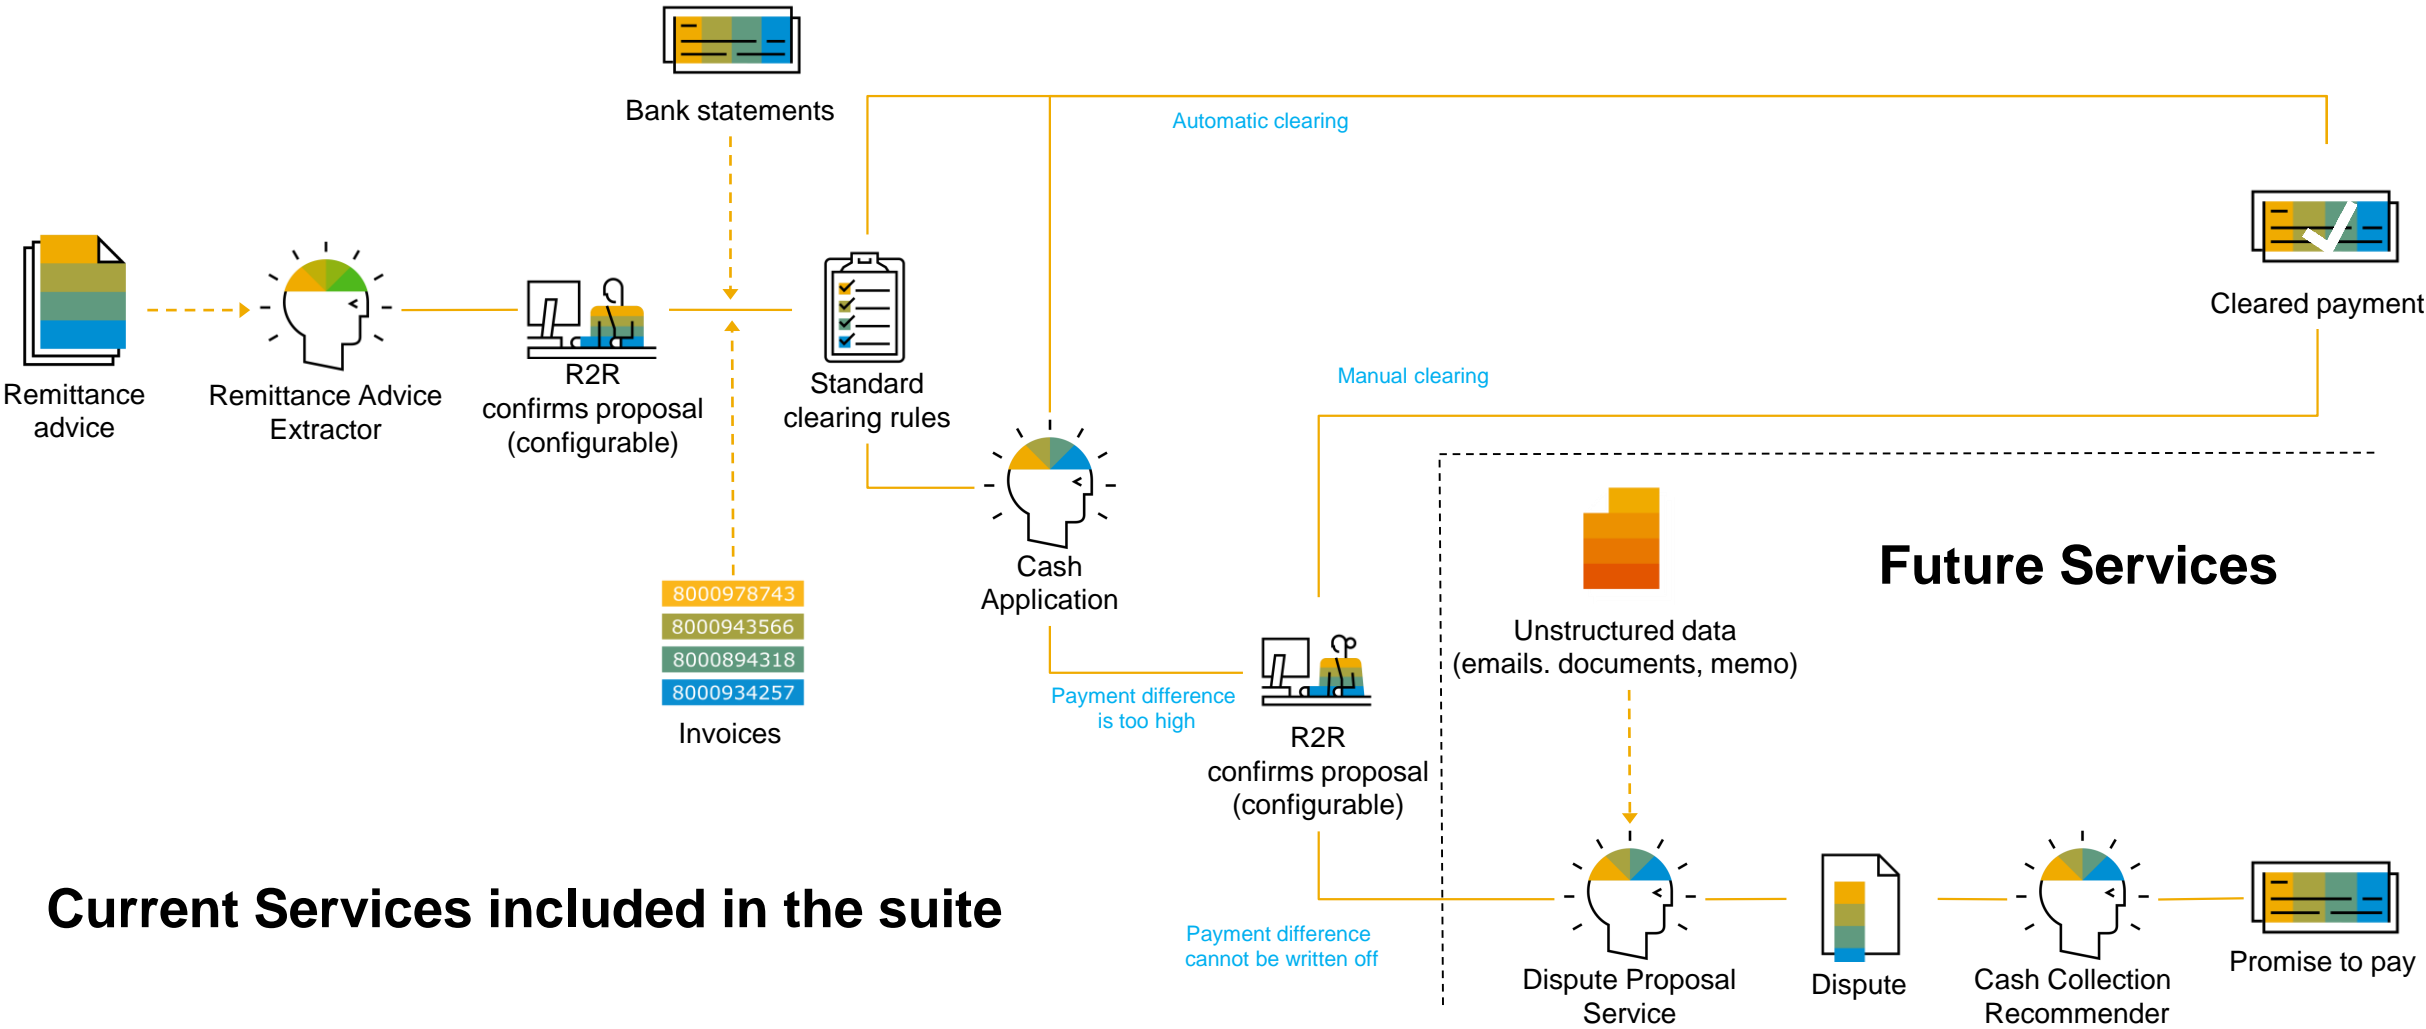 Bank statements
Automatic clearing
Cleared payment
Remittance
advice
Remittance Advice
Extractor
R2R
confirms proposal
(configurable)
Standard
clearing rules
Manual clearing
Cash
Application
8000978743
8000943566
8000894318
8000934257
Invoices
Payment difference
is too high
R2R
confirms proposal
(configurable)
Future Services
Unstructured data
(emails. documents, memo)
Current Services included in the suite
Payment difference
cannot be written off
Dispute Proposal
Service
Dispute
Cash Collection
Recommender
Promise to pay